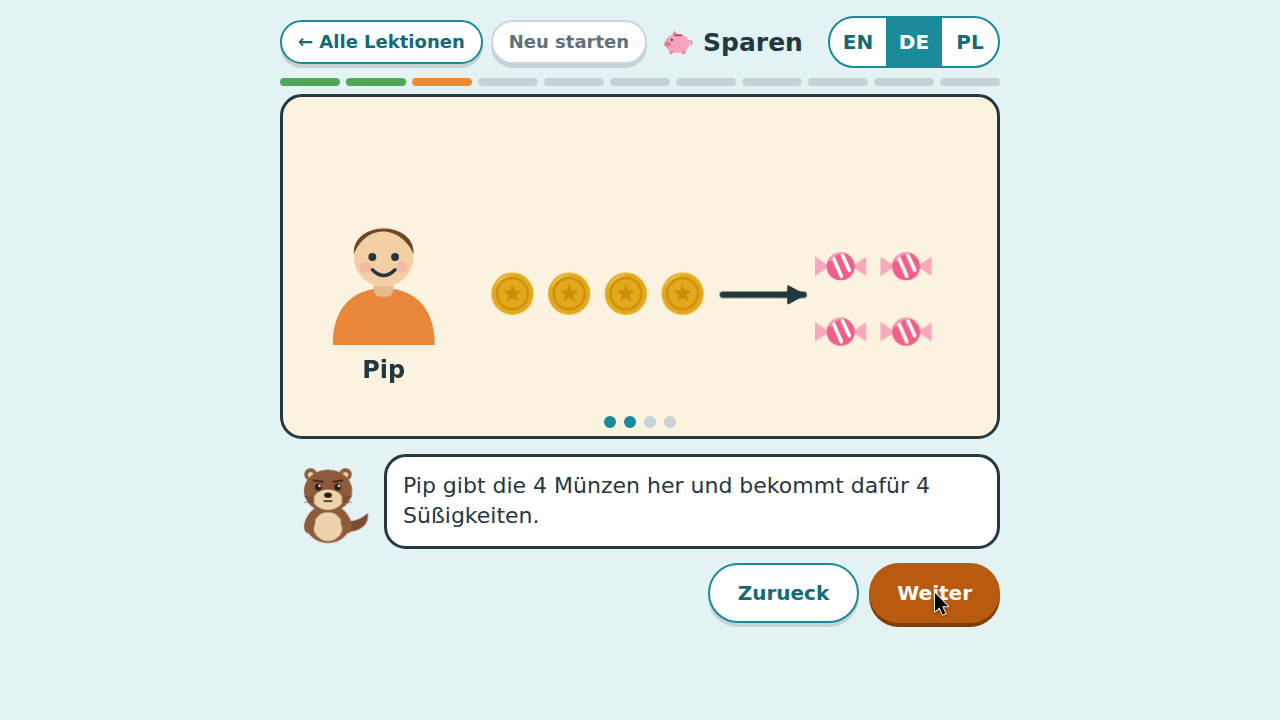 ← Alle Lektionen
Neu starten
Sparen
EN
DE
PL
Pip
Pip gibt die 4 Münzen her und bekommt dafür 4
Süßigkeiten.
Zurueck
Weiter